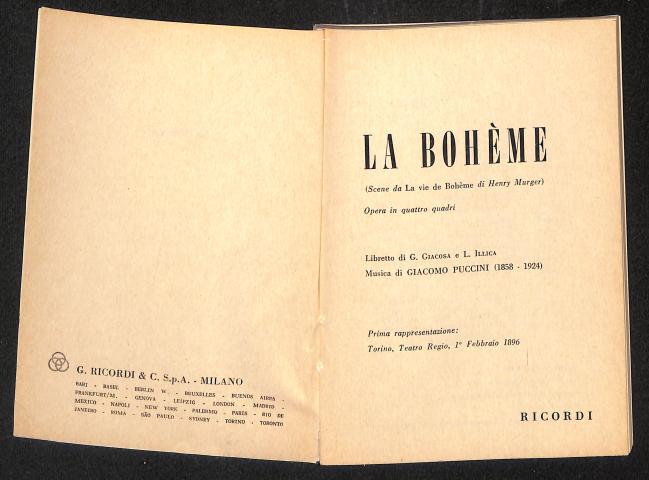 G. RICORDI & C. S.p.A. - MILANO
BARI - BASEL - BERLIN W. - BRUXELLES - BUENOS AIRES -
FRANKFURT/M. - GENOVA - LEIPZIG - LONDON - MADRID -
MEXICO - NAPOLI - NEW YORK - PALERMO - PARIS - RIO DE
JANEIRO - ROMA - SÃO PAULO - SYDNEY - TORINO - TORONTO
LA BOHÈME
(Scene da La vie de Bohème di Henry Murger)
Opera in quattro quadri
Libretto di G. GIACOSA e L. ILLICA
Musica di GIACOMO PUCCINI (1858 - 1924)
Prima rappresentazione:
Torino, Teatro Regio, 1º Febbraio 1896
RICORDI